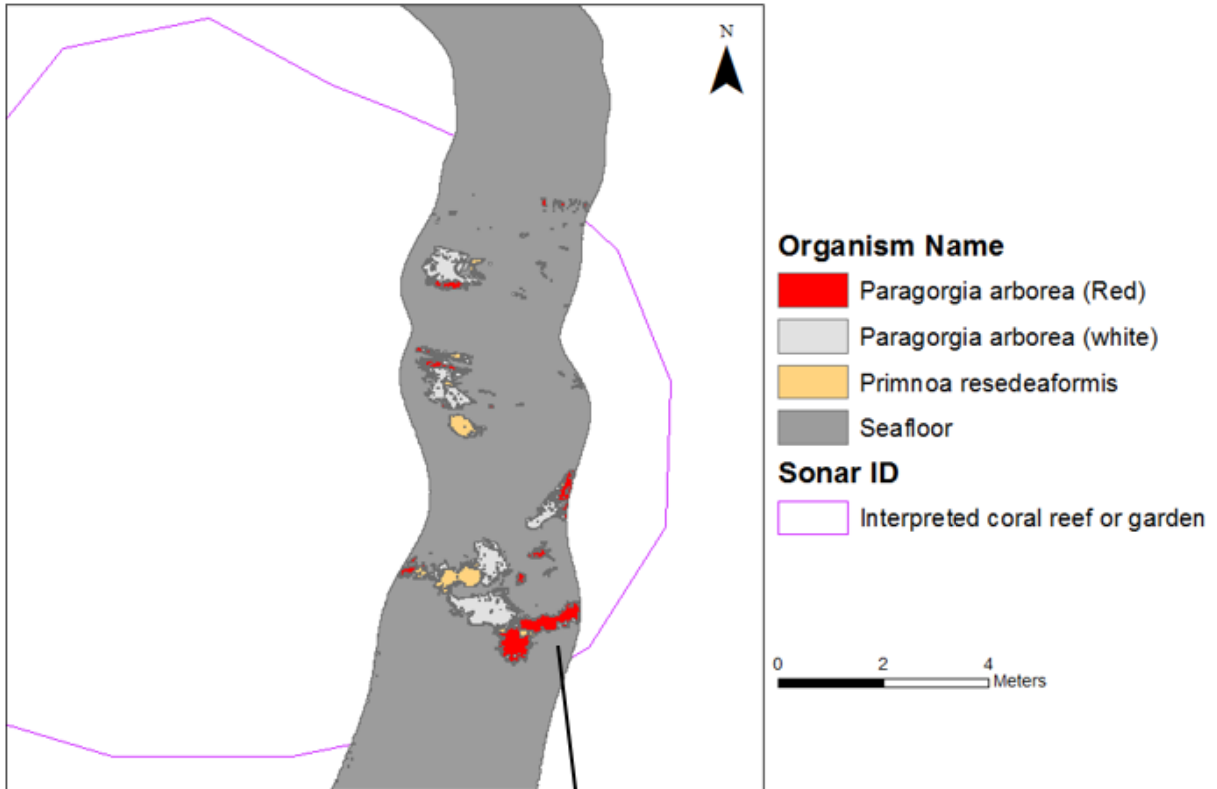 N
Organism Name
Paragorgia arborea (Red)
Paragorgia arborea (white)
Primnoa resedeaformis
Seafloor
Sonar ID
Interpreted coral reef or garden
0 2 4
Meters